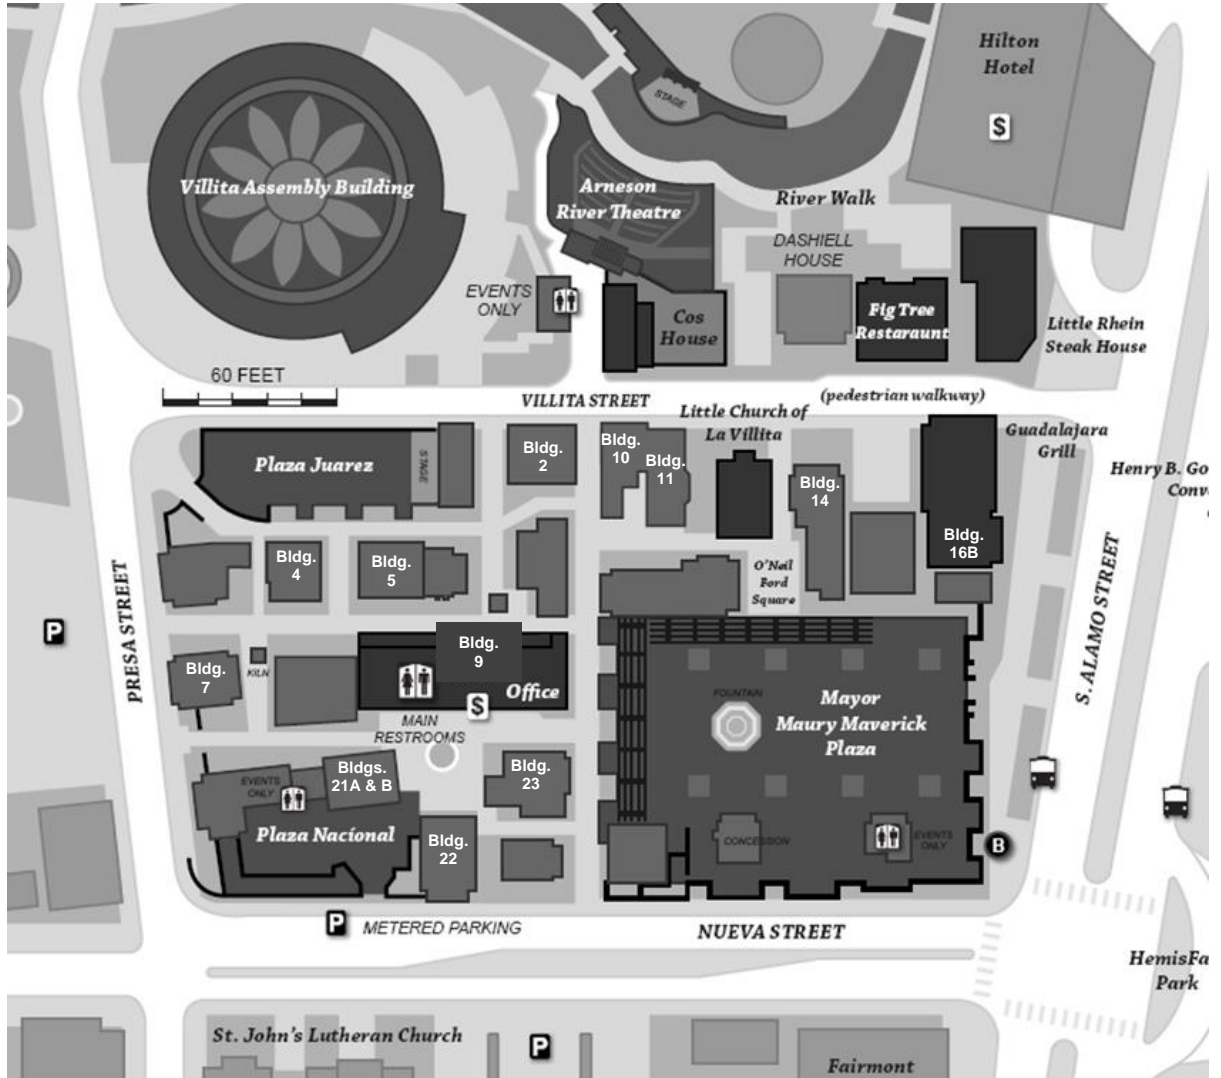 Hilton
Hotel
$
STAGE
Villita Assembly Building
Arneson
River Theatre
River Walk
DASHIELL
HOUSE
EVENTS
ONLY
Cos
House
Fig Tree
Restaraunt
Little Rhein
Steak House
60 FEET
VILLITA STREET
(pedestrian walkway)
Little Church of
La Villita
Guadalajara
Grill
Plaza Juarez
STAGE
Bldg.
2
Bldg.
10
Bldg.
11
Bldg.
14
Bldg.
16B
Henry B. Go
Conv
Bldg.
4
Bldg.
5
O'Neil
Ford
Square
PRESA STREET
S. ALAMO STREET
P
Bldg.
7
KILN
Bldg.
9
Office
$
MAIN
RESTROOMS
FOUNTAIN
Mayor
Maury Maverick
Plaza
EVENTS
ONLY
Bldgs.
21A & B
Bldg.
23
Plaza Nacíonal
Bldg.
22
CONCESSION
EVENTS
ONLY
B
P
METERED PARKING
NUEVA STREET
HemisFa
Park
St. John's Lutheran Church
P
Fairmont